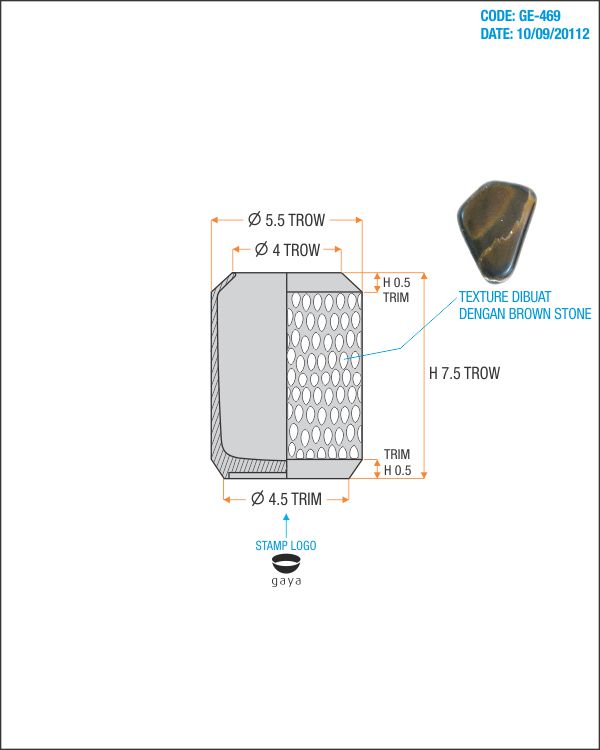 CODE: GE-469
DATE: 10/09/20112
Ø 5.5 TROW
Ø 4 TROW
H 0.5
TRIM
TEXTURE DIBUAT
DENGAN BROWN STONE
H 7.5 TROW
TRIM
H 0.5
Ø 4.5 TRIM
STAMP LOGO
gaya